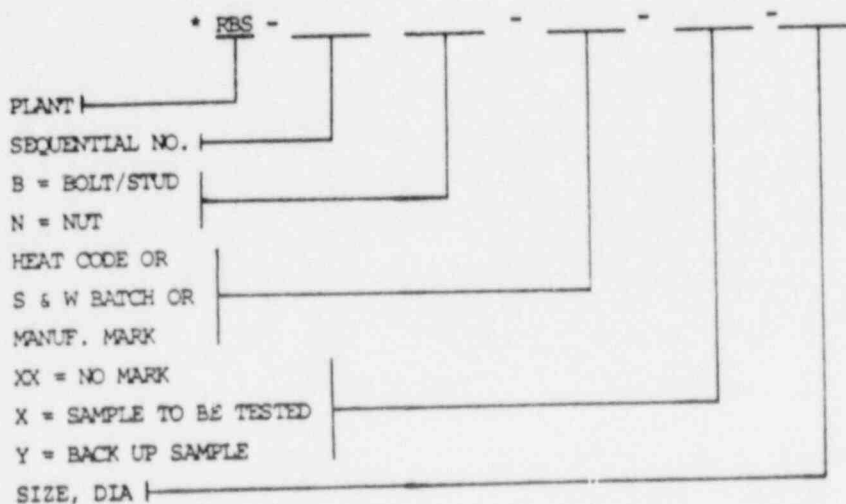 * RBS - ___ ___ - ___ - ___ - ___
PLANT
SEQUENTIAL NO.
B = BOLT/STUD
N = NUT
HEAT CODE OR
S & W BATCH OR
MANUF. MARK
XX = NO MARK
X = SAMPLE TO BE TESTED
Y = BACK UP SAMPLE
SIZE, DIA